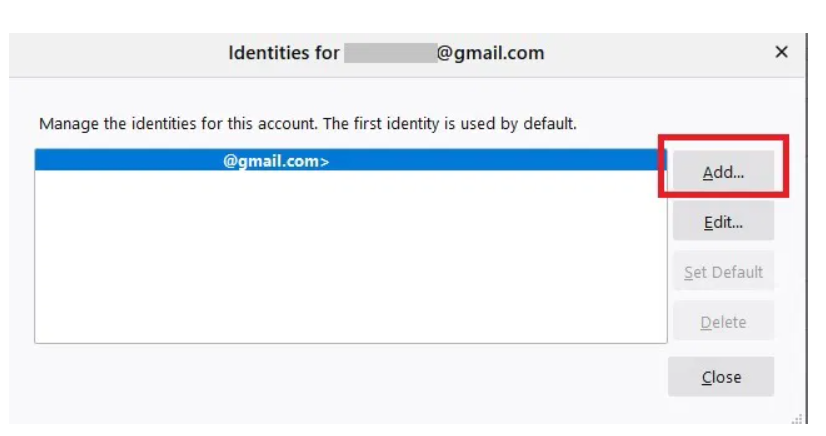 Identities for @gmail.com
Manage the identities for this account. The first identity is used by default.
@gmail.com>
Add...
Edit...
Set Default
Delete
Close